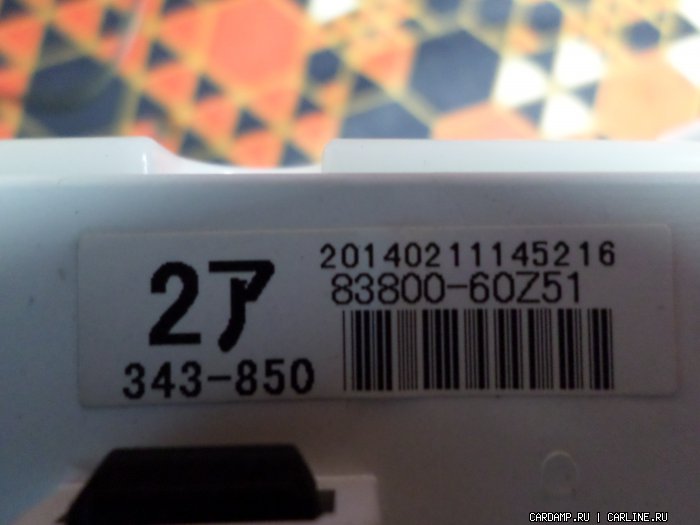 2ア
343-850
20140211145216
83800-60Z51
CARDAMP.RU | CARLINE.RU